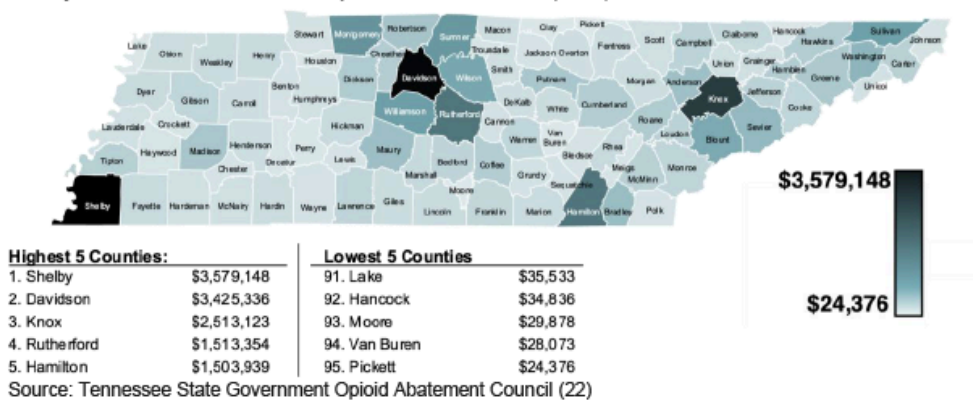 Stewart Montgomery Robertson Sumner Macon Clay Pickett Scott Campbell Claiborne Hancock Hawkins Sullivan Johnson
Lake Obion Weakley Henry Houston Cheatham Trousdale Jackson Overton Fentress Union Grainger Hamblen Washington Carter
Dyer Gibson Carroll Benton Humphreys Dickson Davidson Wilson Smith Putnam Morgan Anderson Knox Jefferson Greene Unicoi
Lauderdale Crockett Hickman Williamson Rutherford DeKalb Cannon White Cumberland Roane Loudon Blount Sevier Cocke
Tipton Haywood Madison Henderson Chester Decatur Perry Lewis Maury Bedford Coffee Warren Van Buren Bledsoe Rhea Meigs McMinn Monroe
Marshall Moore Grundy Sequatchie
Shelby Fayette Hardeman McNairy Hardin Wayne Lawrence Giles Lincoln Franklin Marion Hamilton Bradley Polk
$3,579,148
$24,376
Highest 5 Counties:
1. Shelby $3,579,148
2. Davidson $3,425,336
3. Knox $2,513,123
4. Rutherford $1,513,354
5. Hamilton $1,503,939
Lowest 5 Counties
91. Lake $35,533
92. Hancock $34,836
93. Moore $29,878
94. Van Buren $28,073
95. Pickett $24,376
Source: Tennessee State Government Opioid Abatement Council (22)